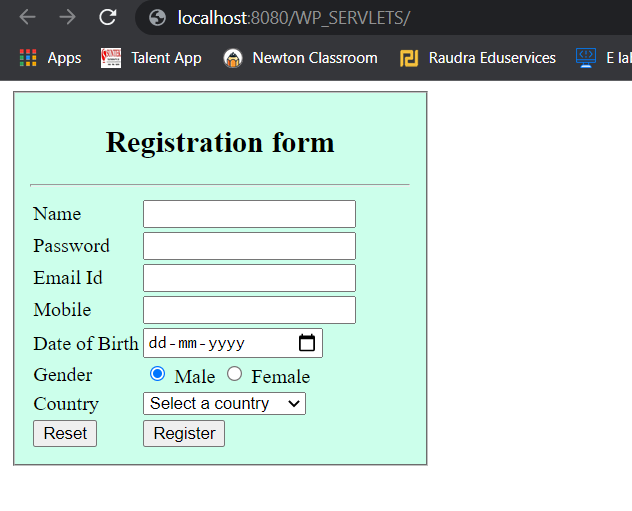 localhost:8080/WP_SERVLETS/
Apps Talent App Newton Classroom Raudra Eduservices E lal
Registration form
Name
Password
Email Id
Mobile
Date of Birth dd-mm-yyyy
Gender Male Female
Country Select a country
Reset Register